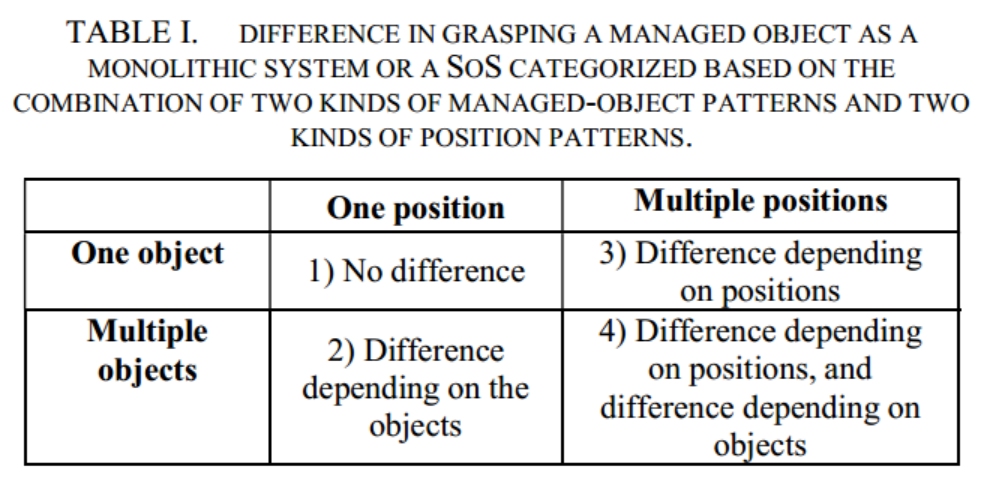 TABLE I. DIFFERENCE IN GRASPING A MANAGED OBJECT AS A
MONOLITHIC SYSTEM OR A SOS CATEGORIZED BASED ON THE
COMBINATION OF TWO KINDS OF MANAGED-OBJECT PATTERNS AND TWO
KINDS OF POSITION PATTERNS.
One position
Multiple positions
One object
1) No difference
3) Difference depending
on positions
Multiple
objects
2) Difference
depending on the
objects
4) Difference depending
on positions, and
difference depending on
objects